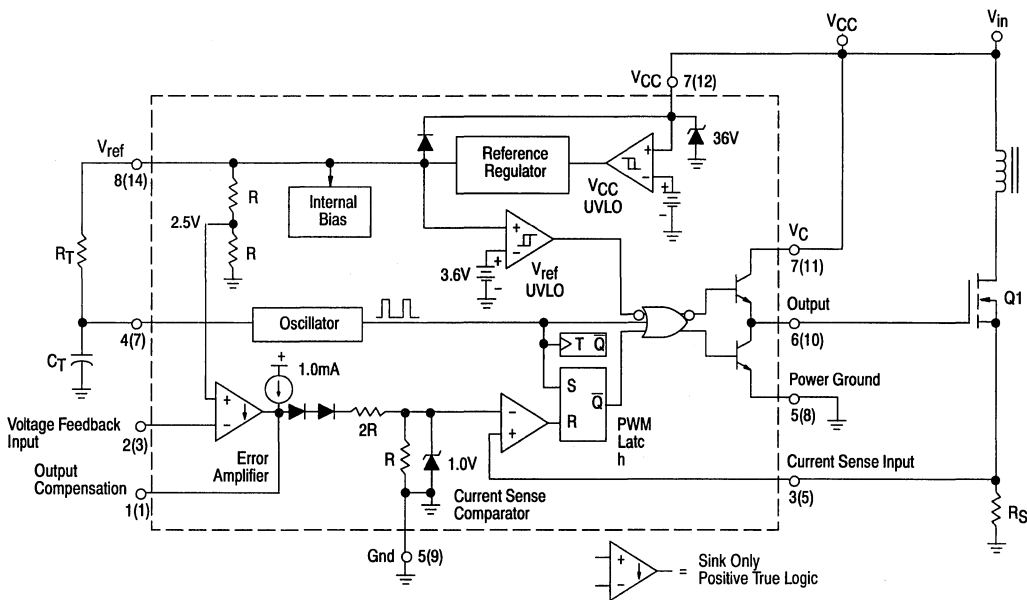 VCC
Vin
VCC
7(12)
36V
Vref
8(14)
Reference
Regulator
R
Internal
Bias
VCC
UVLO
2.5V
R
RT
3.6V
Vref
UVLO
VC
7(11)
Q1
Oscillator
Output
6(10)
4(7)
CT
T Q̅
1.0mA
S
Q̅
R
PWM
Latc
h
Power Ground
5(8)
Voltage Feedback
Input
2(3)
2R
Error
Amplifier
R
1.0V
Output
Compensation
1(1)
Current Sense
Comparator
Current Sense Input
3(5)
RS
Gnd
5(9)
+
−
= Sink Only
Positive True Logic